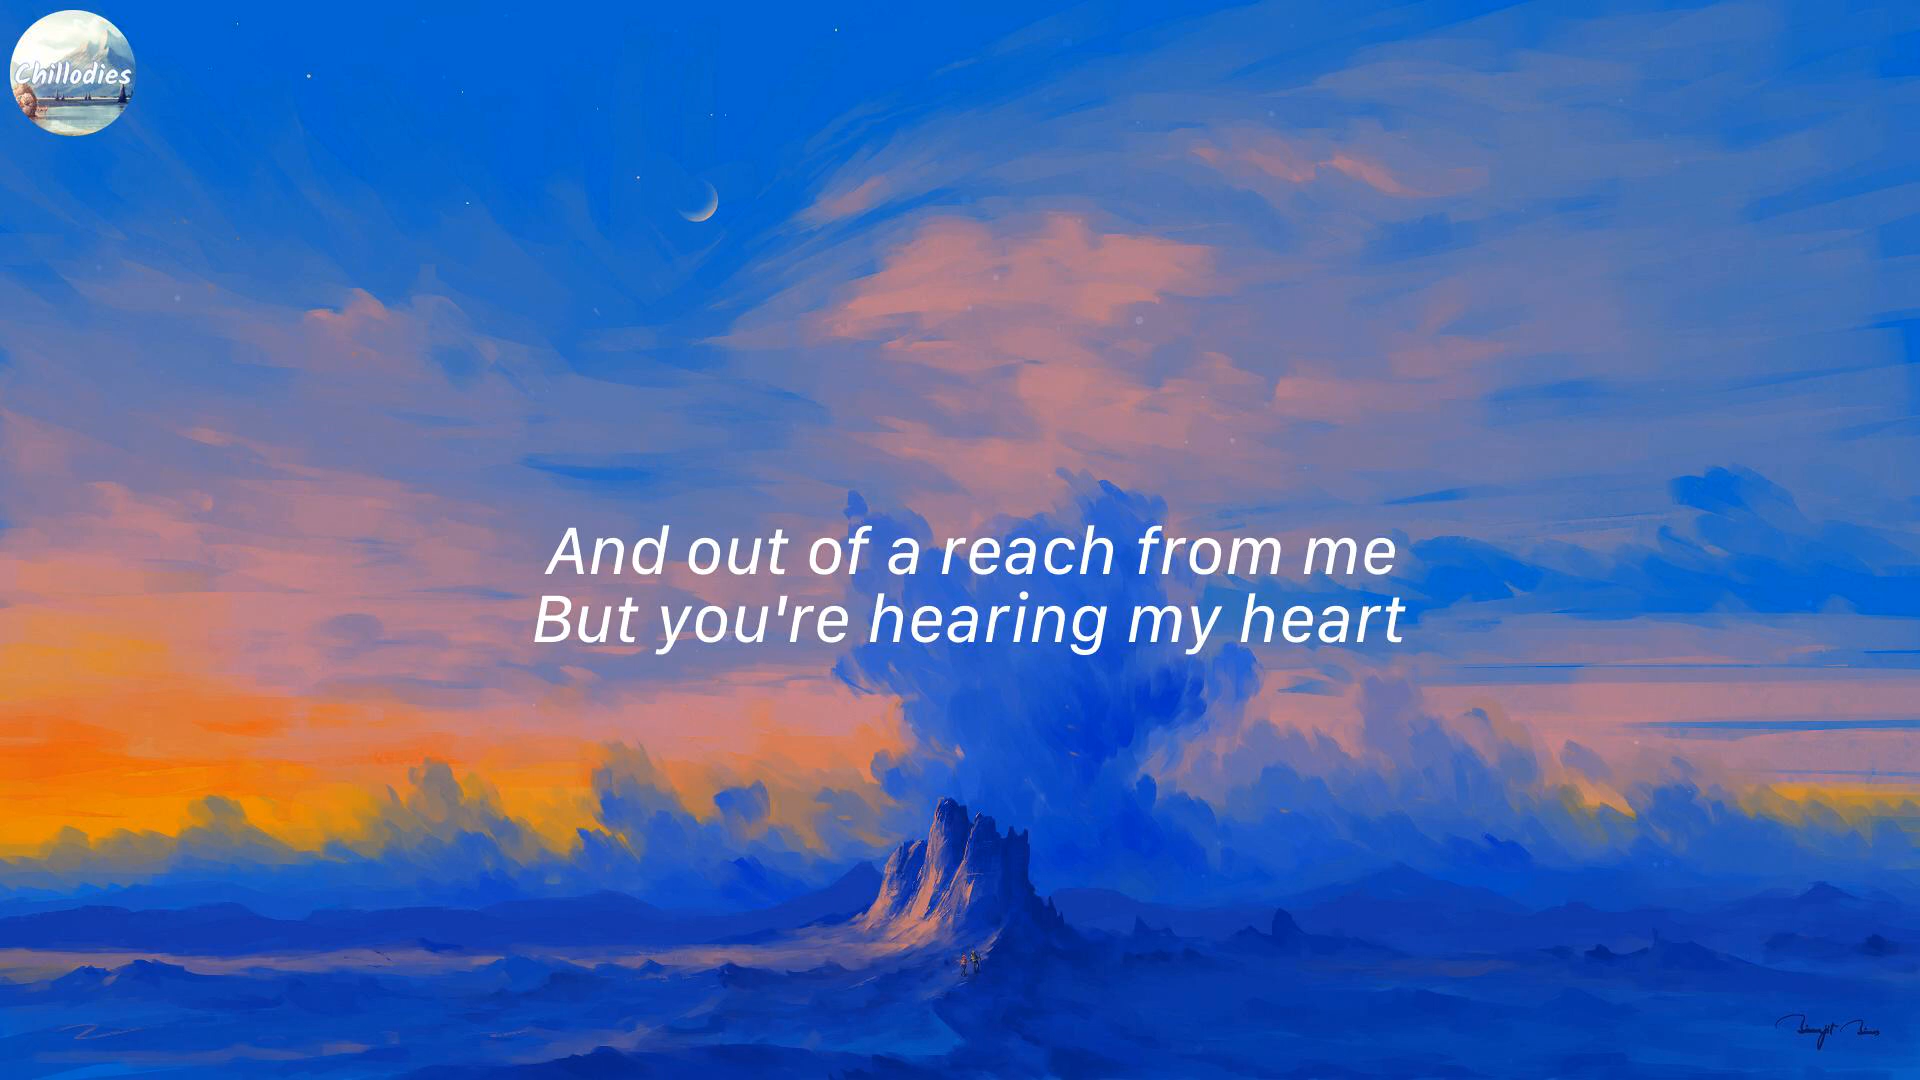 Chillodies
And out of a reach from me
But you're hearing my heart